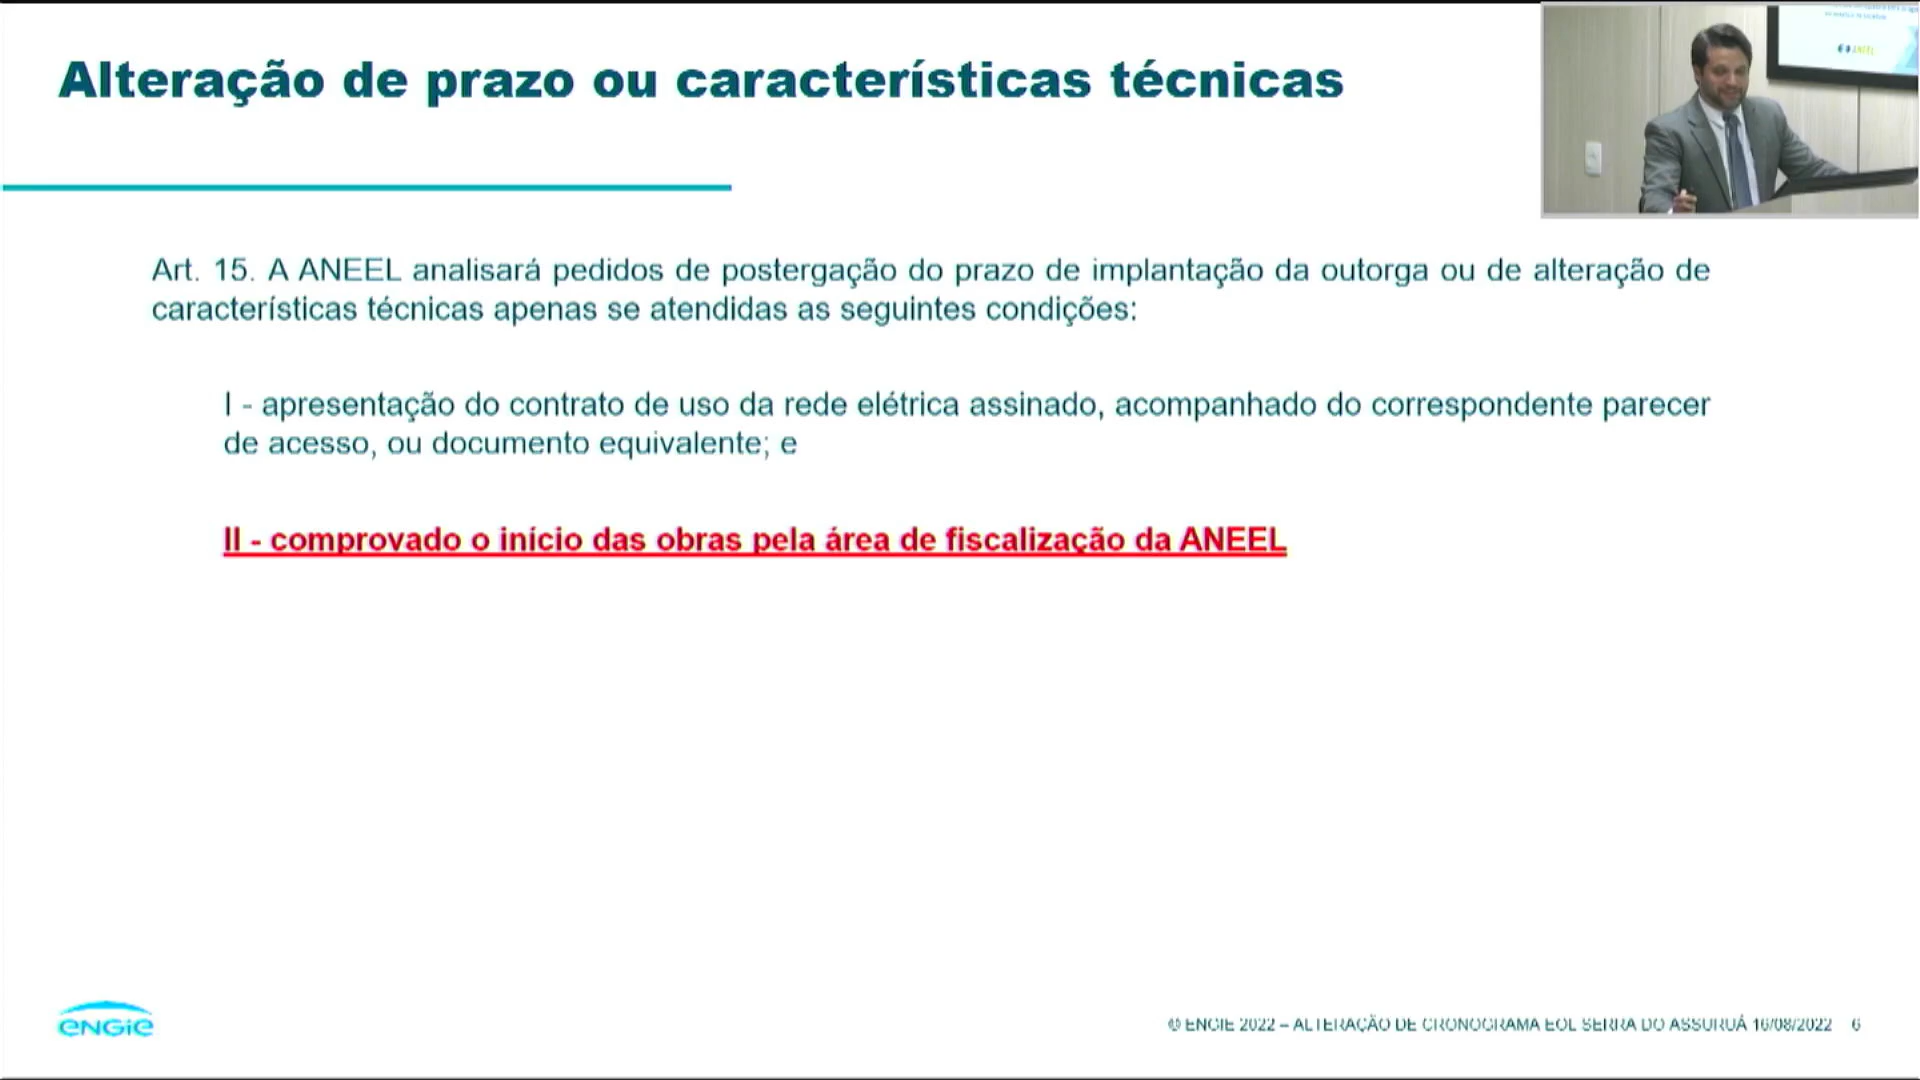 Alteração de prazo ou características técnicas
Art. 15. A ANEEL analisará pedidos de postergação do prazo de implantação da outorga ou de alteração de
características técnicas apenas se atendidas as seguintes condições:
I - apresentação do contrato de uso da rede elétrica assinado, acompanhado do correspondente parecer
de acesso, ou documento equivalente; e
II - comprovado o início das obras pela área de fiscalização da ANEEL
ENGIE
© ENGIE 2022 – ALTERAÇÃO DE CRONOGRAMA EOL SERRA DO ASSURUÁ 16/08/2022 6